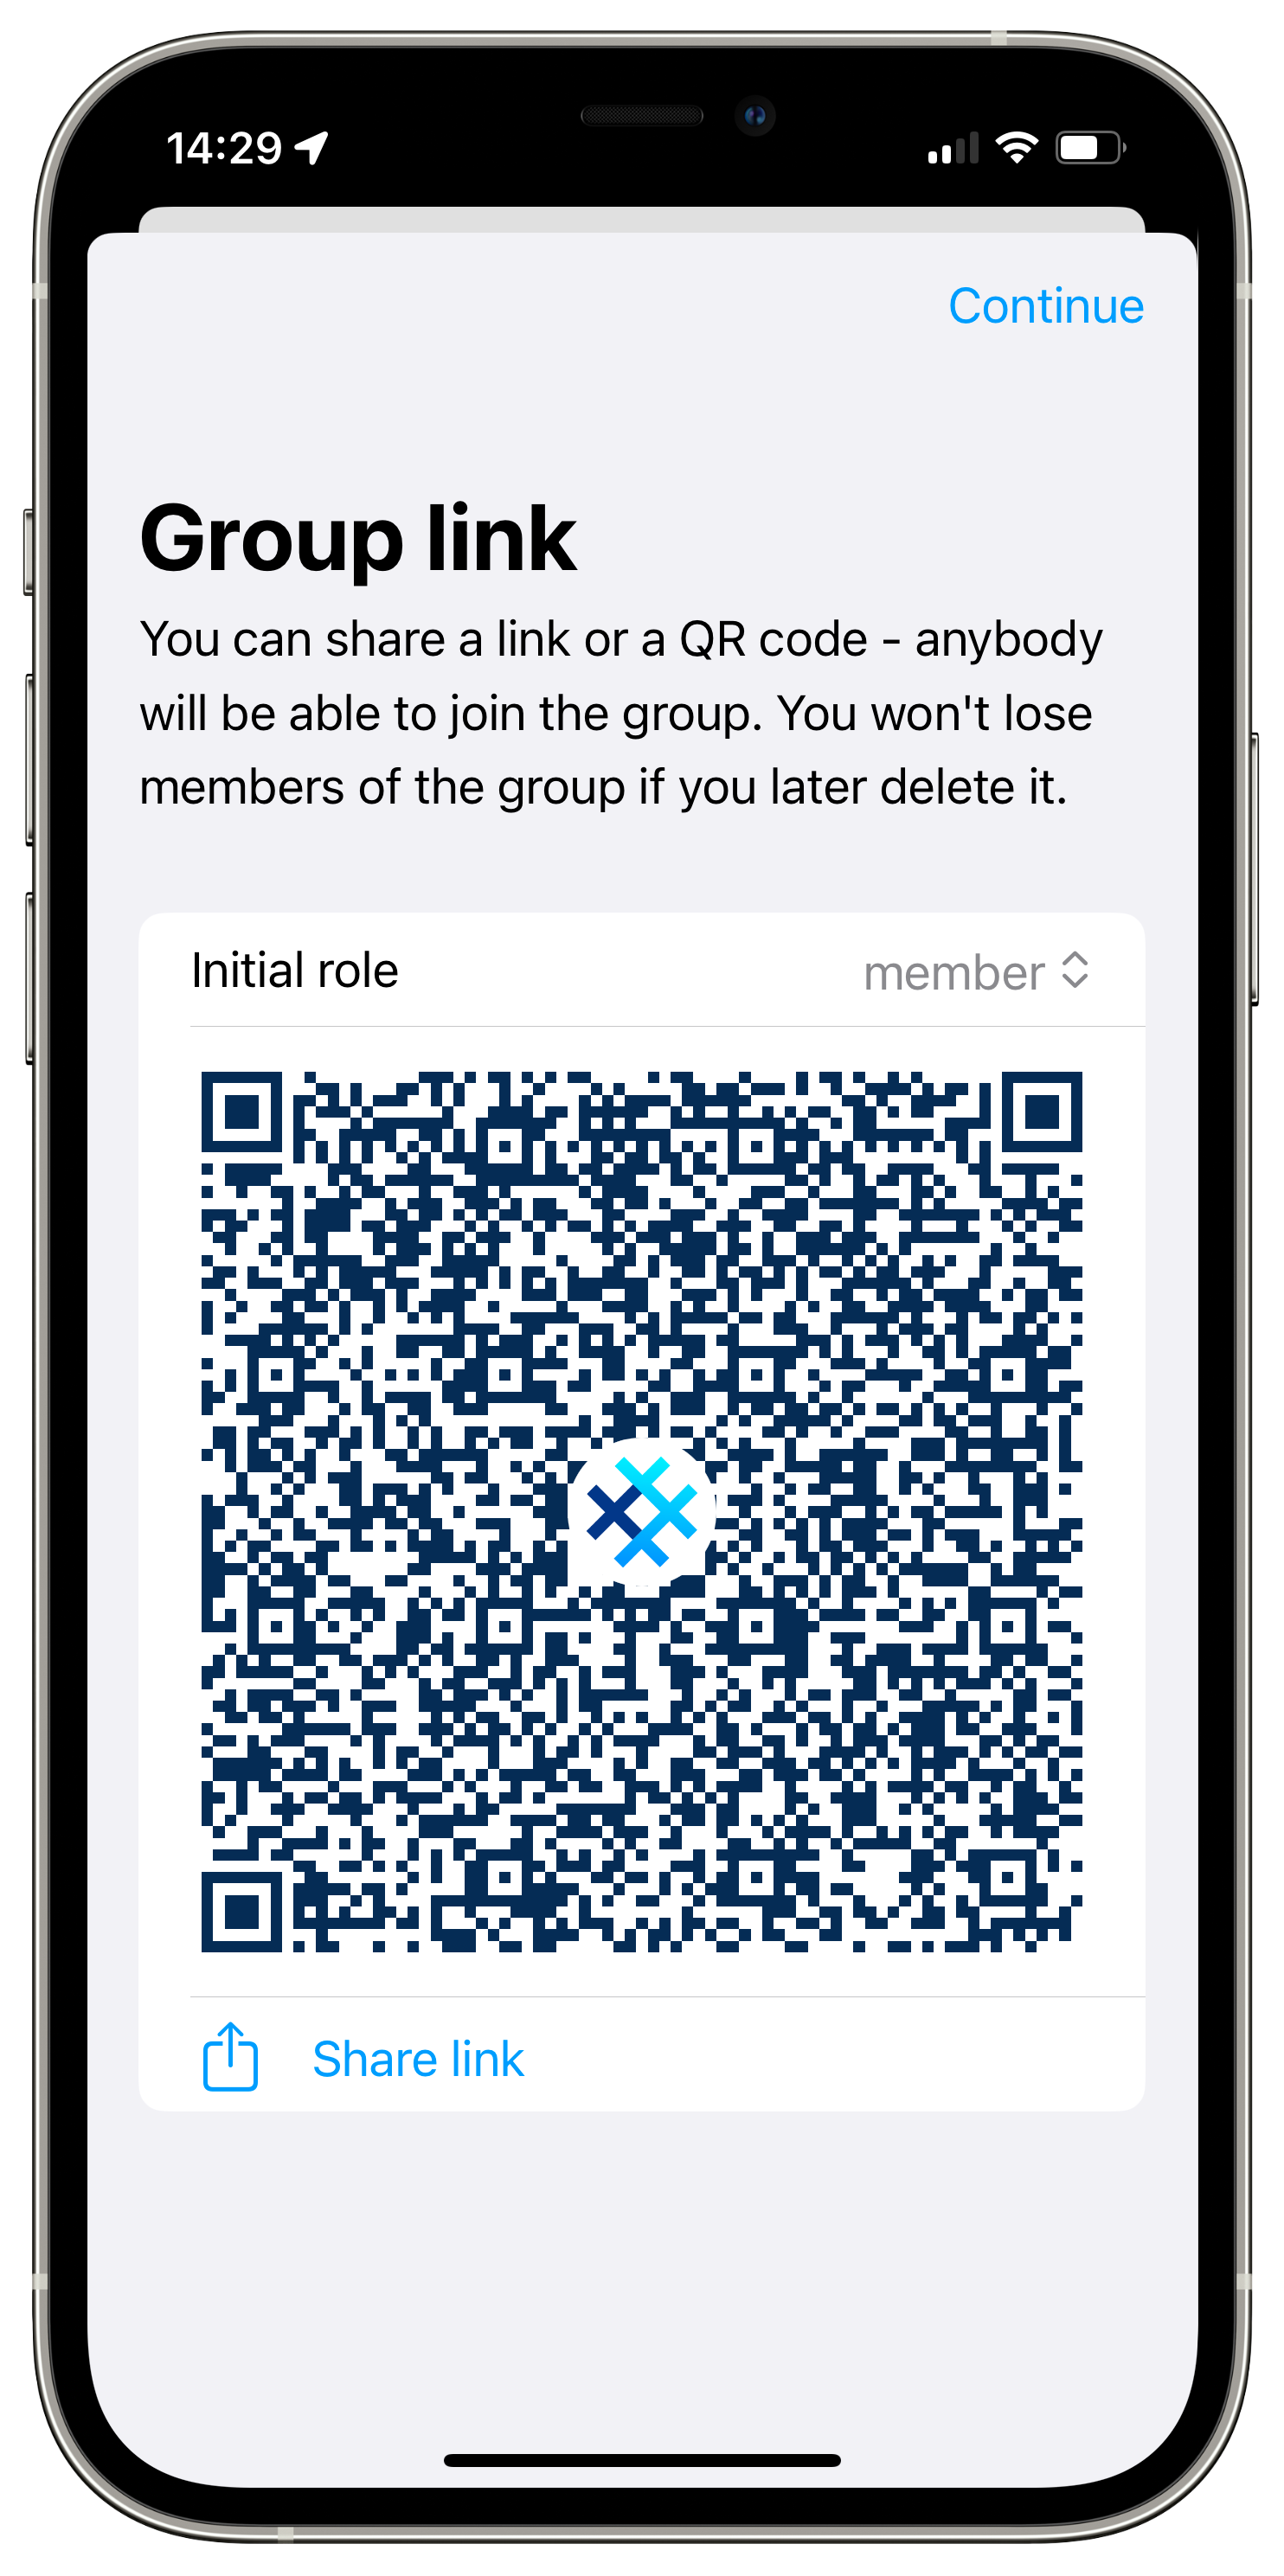 14:29
Continue
Group link
You can share a link or a QR code - anybody
will be able to join the group. You won't lose
members of the group if you later delete it.
Initial role member
Share link